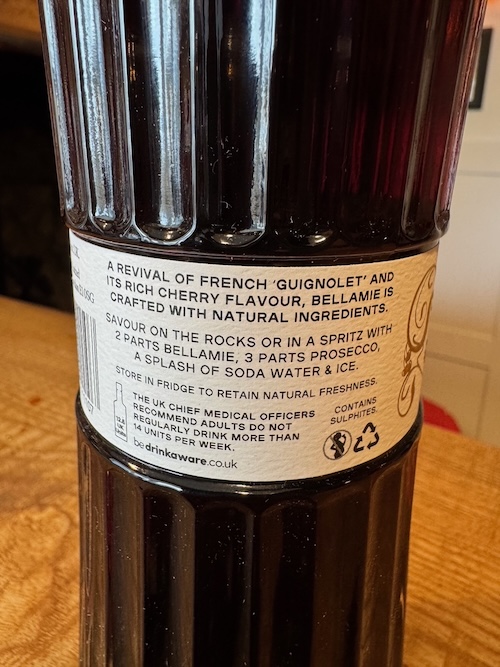 A REVIVAL OF FRENCH 'GUIGNOLET' AND
ITS RICH CHERRY FLAVOUR, BELLAMIE IS
CRAFTED WITH NATURAL INGREDIENTS.
SAVOUR ON THE ROCKS OR IN A SPRITZ WITH
2 PARTS BELLAMIE, 3 PARTS PROSECCO,
A SPLASH OF SODA WATER & ICE.
STORE IN FRIDGE TO RETAIN NATURAL FRESHNESS.
THE UK CHIEF MEDICAL OFFICERS
RECOMMEND ADULTS DO NOT
REGULARLY DRINK MORE THAN
14 UNITS PER WEEK.
bedrinkaware.co.uk
CONTAINS
SULPHITES.